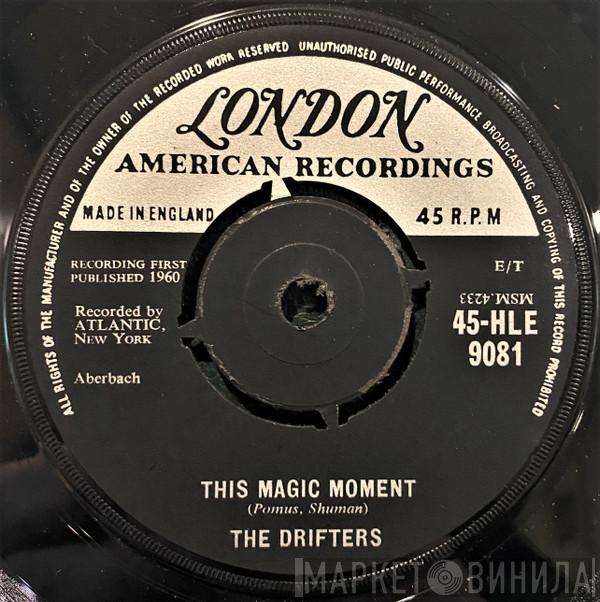 ALL RIGHTS OF THE MANUFACTURER AND OF THE OWNER OF THE RECORDED WORK RESERVED UNAUTHORISED PUBLIC PERFORMANCE BROADCASTING AND COPYING OF THIS RECORD PROHIBITED
LONDON
AMERICAN RECORDINGS
MADE IN ENGLAND
45 R.P.M
RECORDING FIRST
PUBLISHED 1960
E/T
MSM.4233
Recorded by
ATLANTIC,
NEW YORK
45-HLE
9081
Aberbach
THIS MAGIC MOMENT
(Pomus, Shuman)
THE DRIFTERS
МАРКЕТ ВИНИЛА